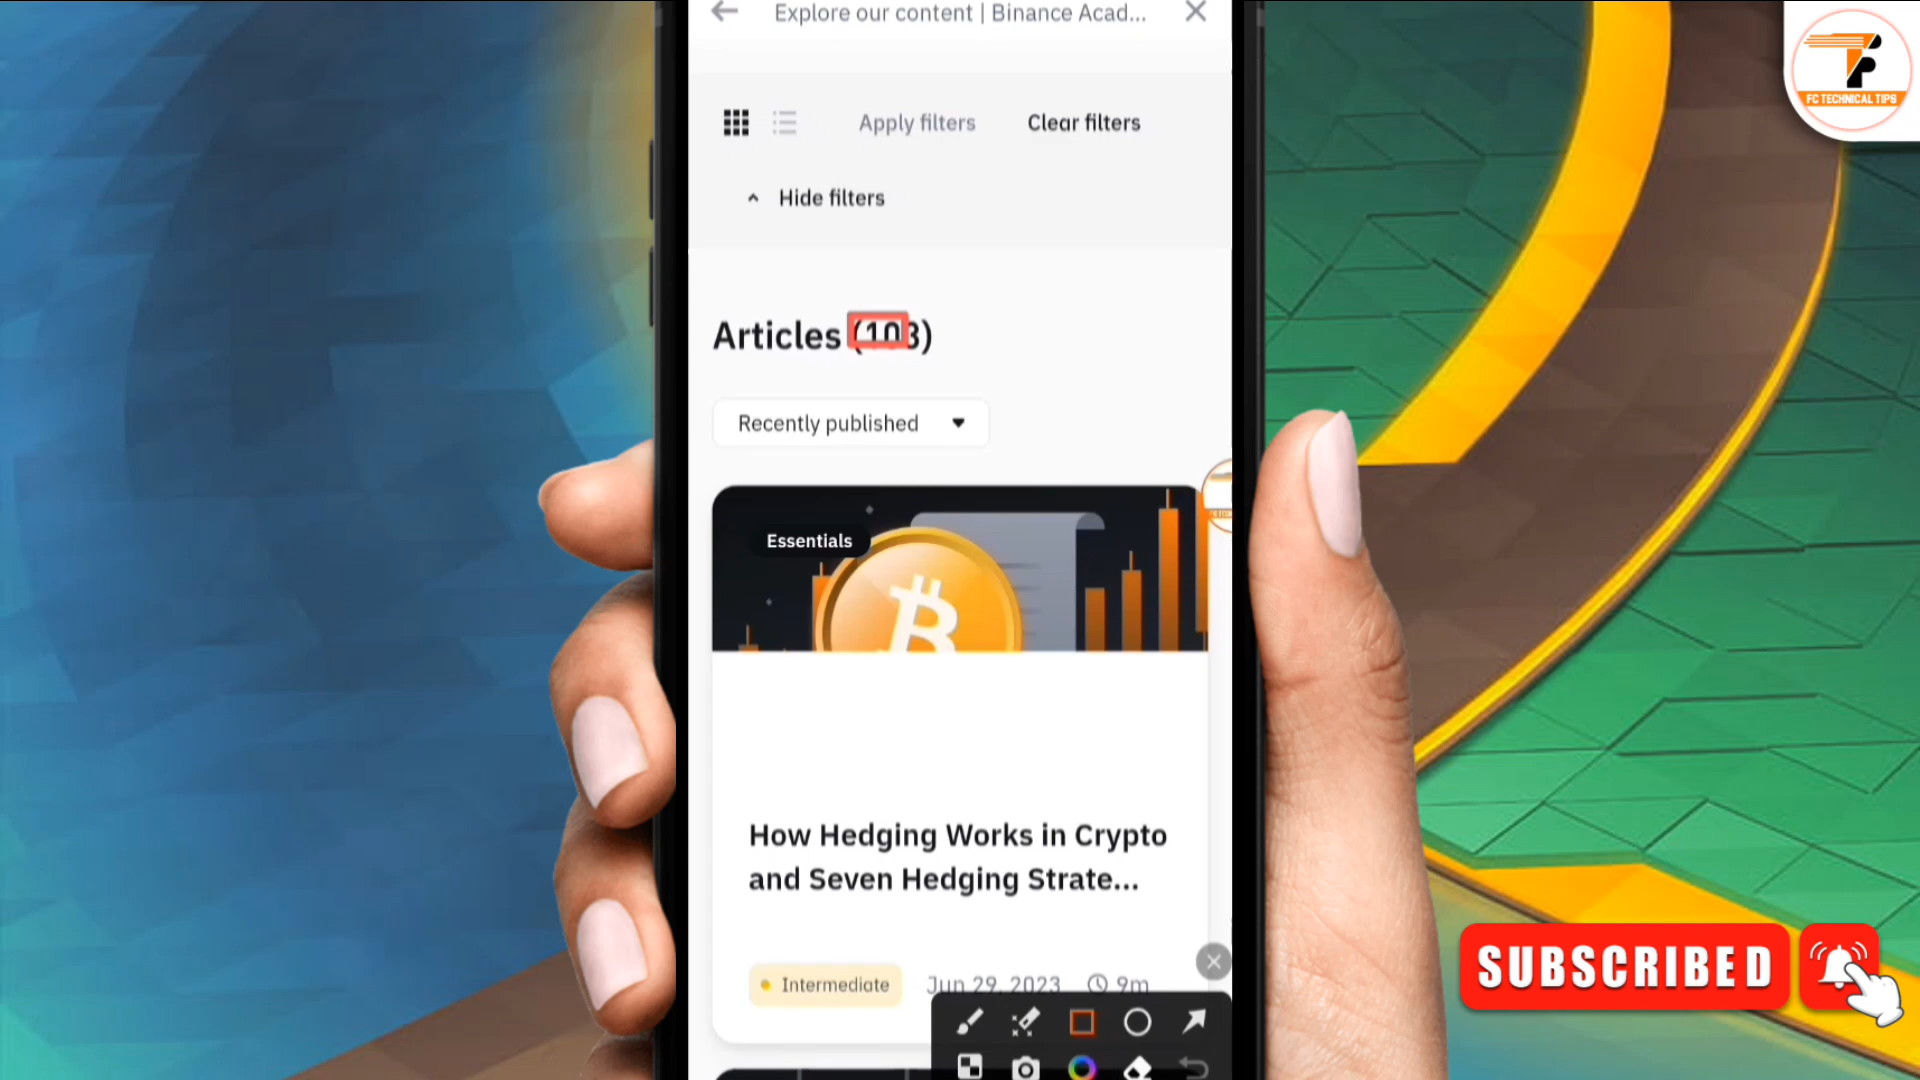 Explore our content | Binance Acad...
FC TECHNICAL TIPS
Apply filters
Clear filters
Hide filters
Articles (103)
Recently published
Essentials
How Hedging Works in Crypto
and Seven Hedging Strate...
Intermediate
Jun 29, 2023
9m
SUBSCRIBED